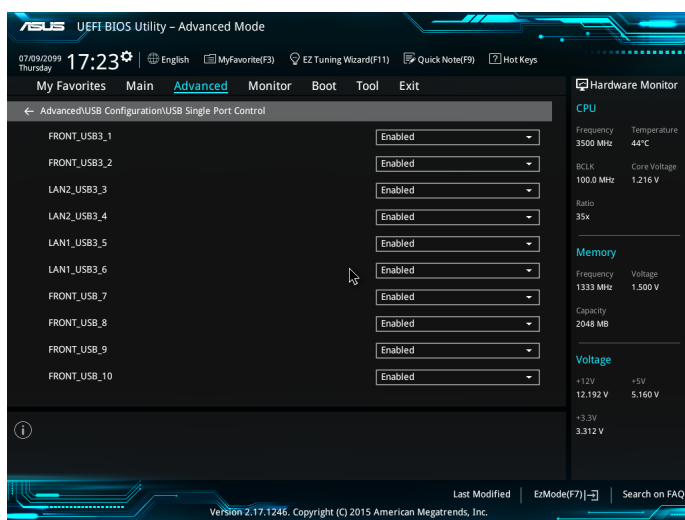 ASUS UEFI BIOS Utility – Advanced Mode
07/09/2099 Thursday 17:23 English MyFavorite(F3) EZ Tuning Wizard(F11) Quick Note(F9) ? Hot Keys
My Favorites Main Advanced Monitor Boot Tool Exit
← Advanced\USB Configuration\USB Single Port Control
FRONT_USB3_1 Enabled
FRONT_USB3_2 Enabled
LAN2_USB3_3 Enabled
LAN2_USB3_4 Enabled
LAN1_USB3_5 Enabled
LAN1_USB3_6 Enabled
FRONT_USB_7 Enabled
FRONT_USB_8 Enabled
FRONT_USB_9 Enabled
FRONT_USB_10 Enabled
Hardware Monitor
CPU
Frequency Temperature
3500 MHz 44°C
BCLK Core Voltage
100.0 MHz 1.216 V
Ratio
35x
Memory
Frequency Voltage
1333 MHz 1.500 V
Capacity
2048 MB
Voltage
+12V +5V
12.192 V 5.160 V
+3.3V
3.312 V
Last Modified EzMode(F7) Search on FAQ
Version 2.17.1246. Copyright (C) 2015 American Megatrends, Inc.